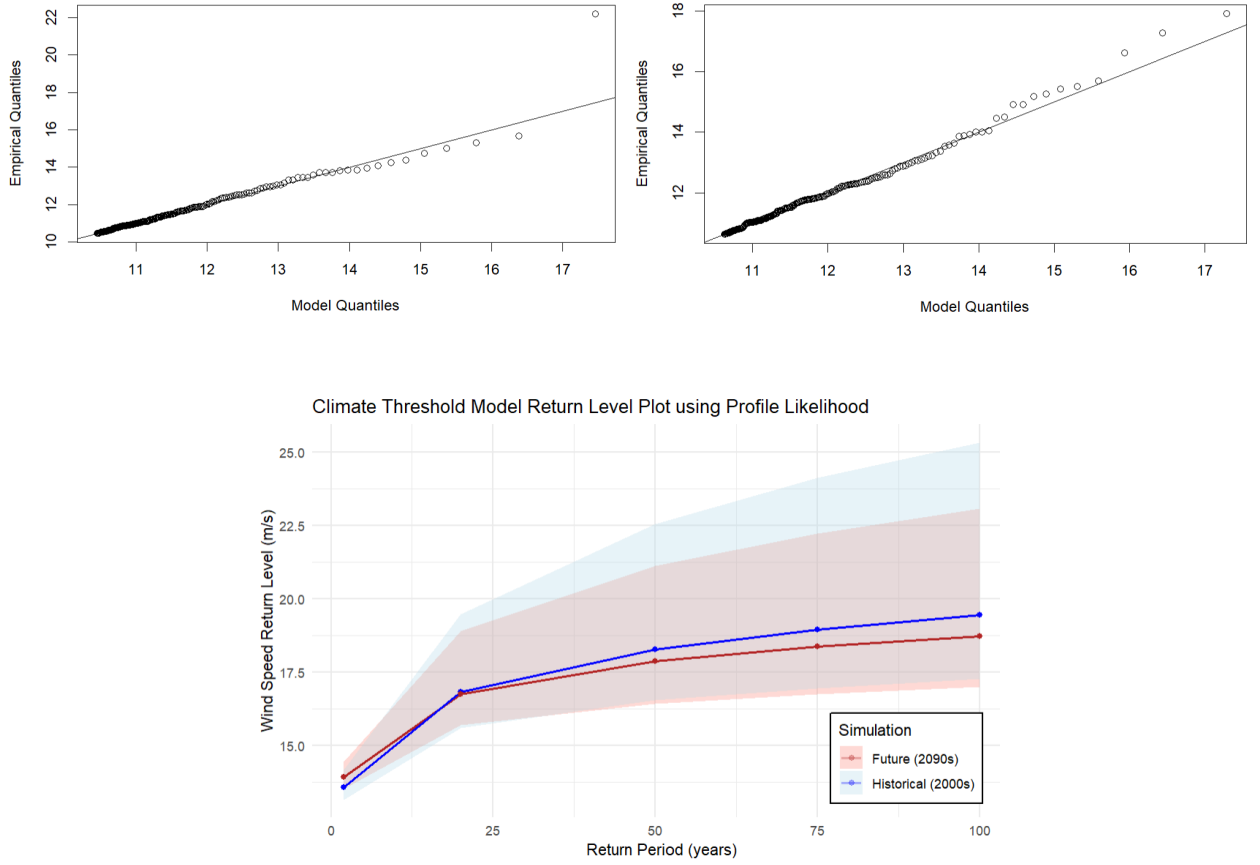 22
20
18
16
14
12
10
Empirical Quantiles
11 12 13 14 15 16 17
Model Quantiles
18
16
14
12
Empirical Quantiles
11 12 13 14 15 16 17
Model Quantiles
Climate Threshold Model Return Level Plot using Profile Likelihood
25.0
22.5
20.0
17.5
15.0
Wind Speed Return Level (m/s)
0 25 50 75 100
Return Period (years)
Simulation
Future (2090s)
Historical (2000s)